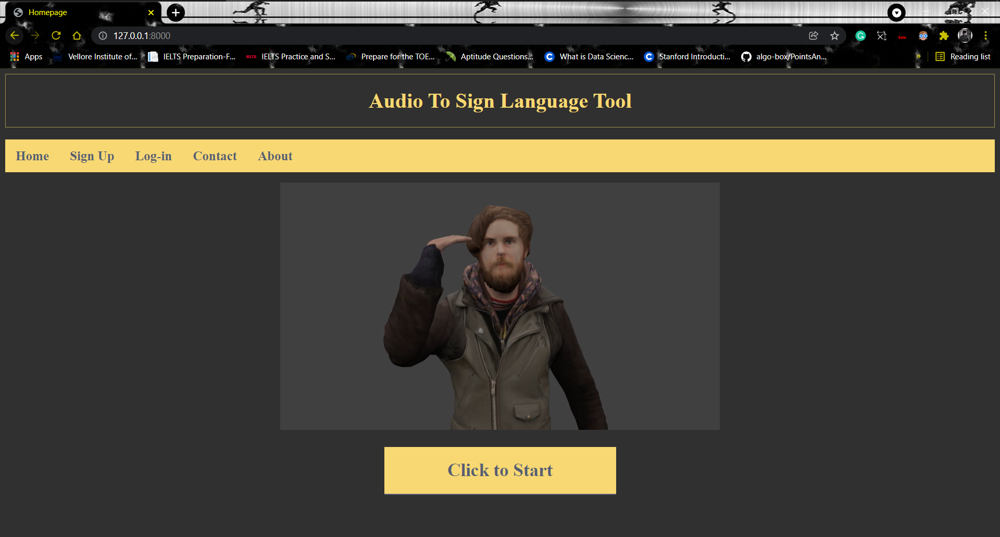 Homepage
127.0.0.1:8000
Apps Vellore Institute of... IELTS Preparation-F... IELTS IELTS Practice and S... Prepare for the TOE... Aptitude Questions... What is Data Scienc... Stanford Introducti... algo-box/PointsAn... » Reading list
Audio To Sign Language Tool
Home Sign Up Log-in Contact About
Click to Start